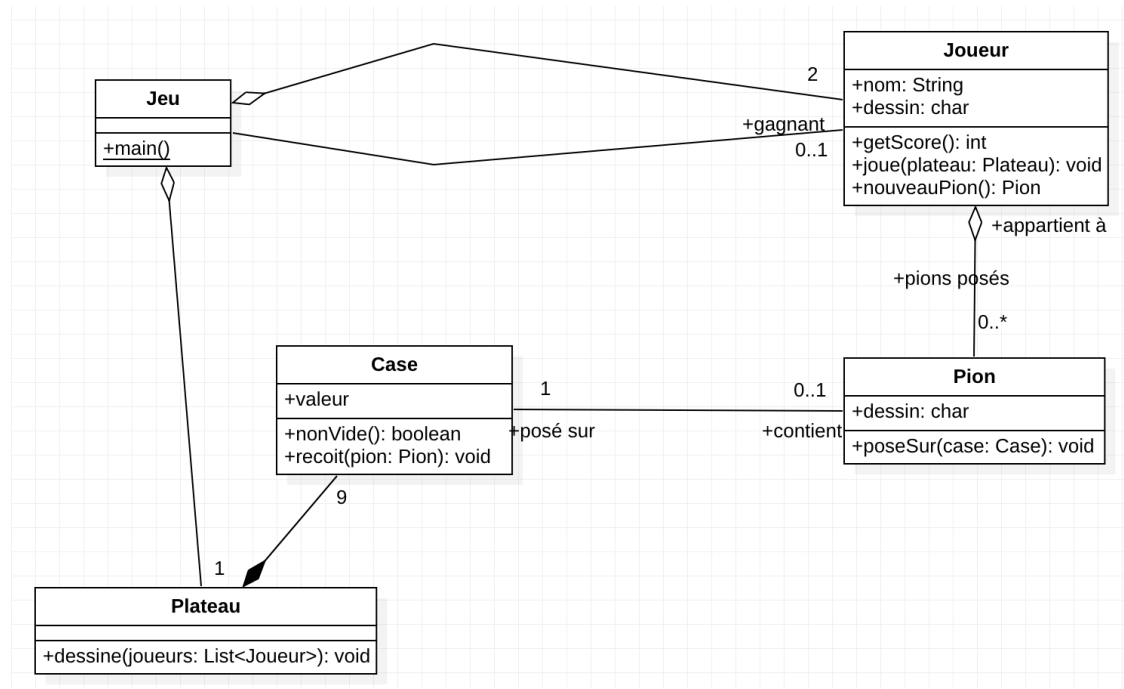 Jeu
+main()
2
+gagnant
0..1
Joueur
+nom: String
+dessin: char
+getScore(): int
+joue(plateau: Plateau): void
+nouveauPion(): Pion
+appartient à
+pions posés
0..*
Case
+valeur
+nonVide(): boolean
+recoit(pion: Pion): void
1
+posé sur
0..1
+contient
Pion
+dessin: char
+poseSur(case: Case): void
9
1
Plateau
+dessine(joueurs: List<Joueur>): void